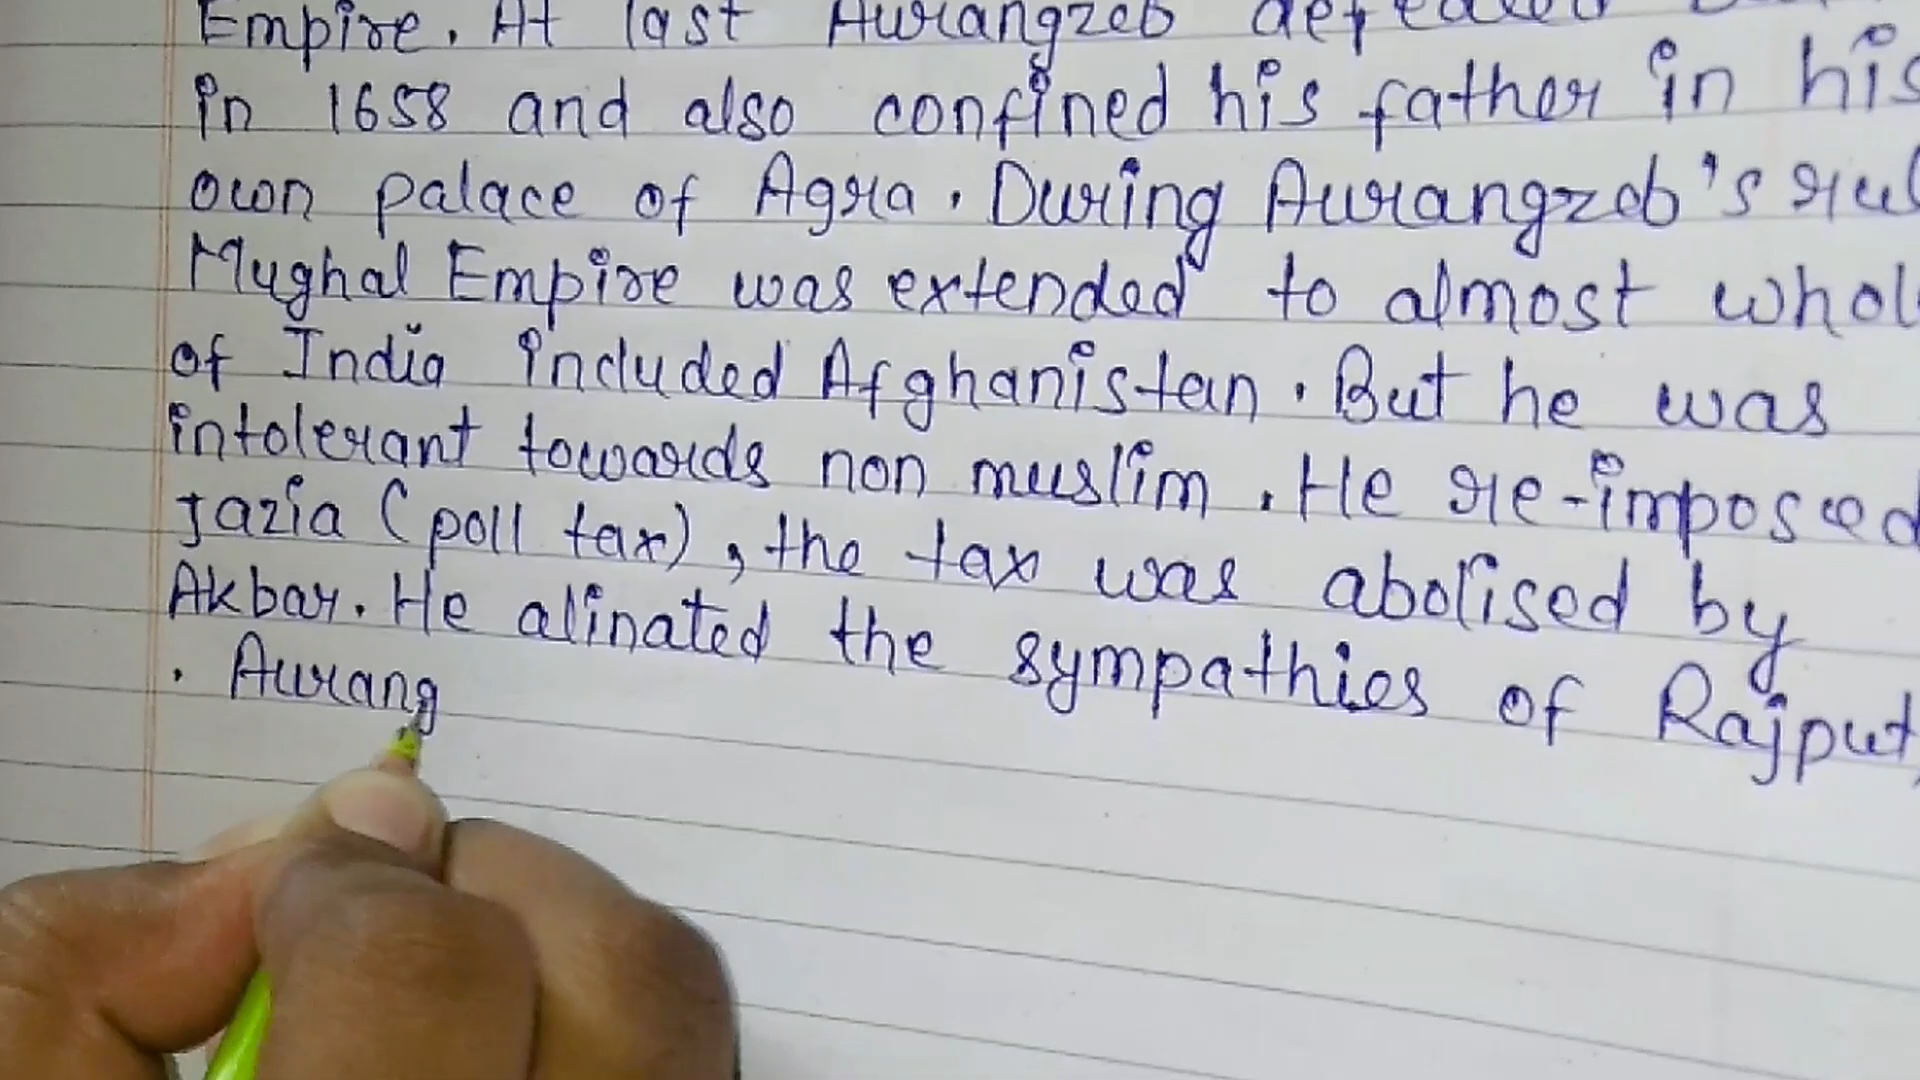 Empire. At last Aurangzeb defeated
in 1658 and also confined his father in his
own palace of Agra. During Aurangzeb's rul
Mughal Empire was extended to almost whol
of India included Afghanistan. But he was
intolerant towards non muslim. He re-imposed
Jazia (poll tax), the tax was abolised by
Akbar. He alinated the sympathies of Rajput,
. Aurang